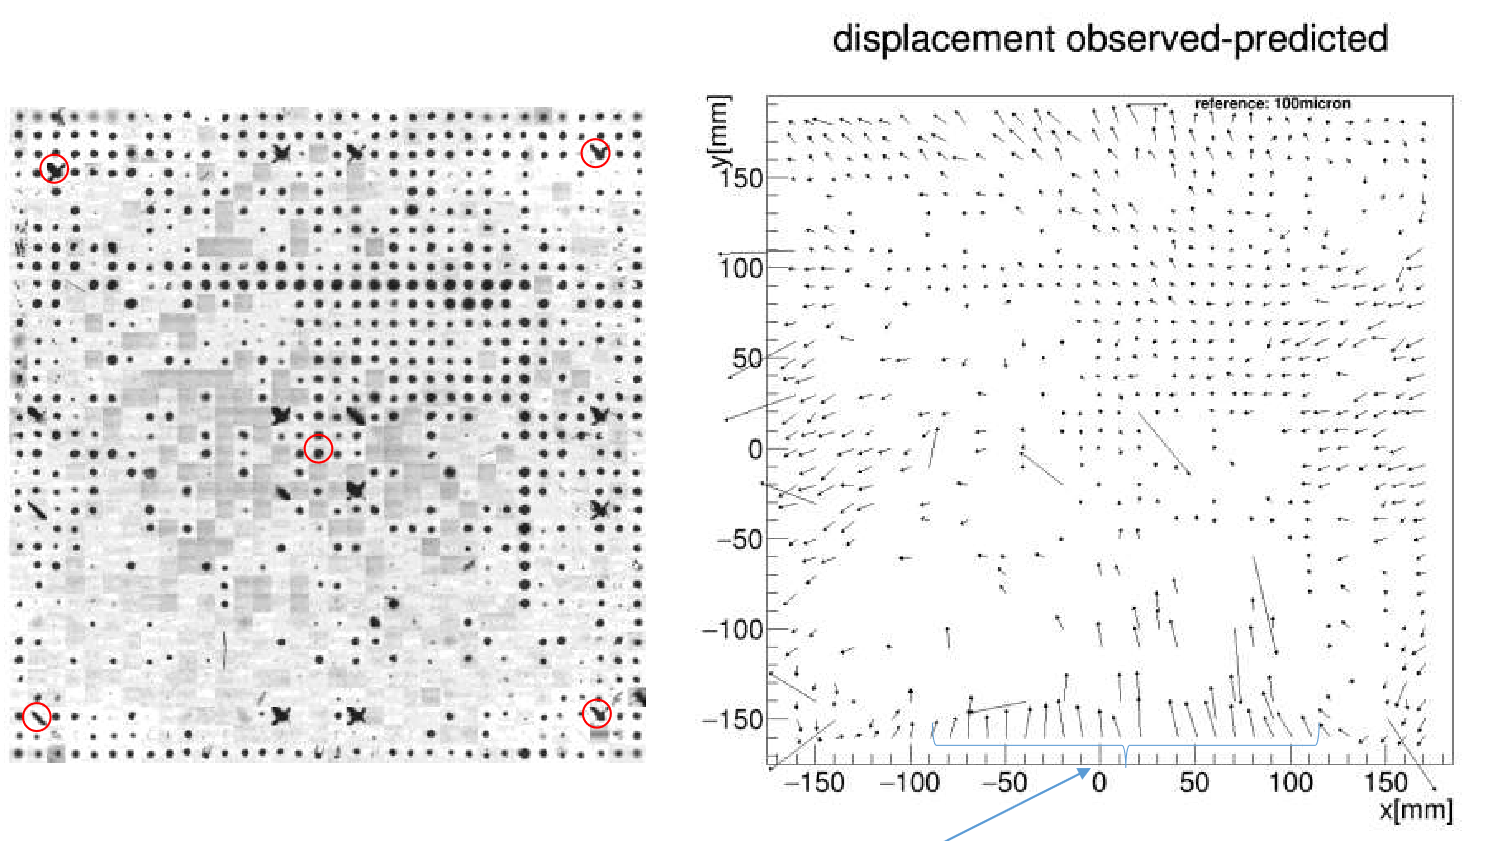 displacement observed-predicted
reference: 100micron
y[mm]
150
100
50
0
−50
−100
−150
−150 −100 −50 0 50 100 150
x[mm]